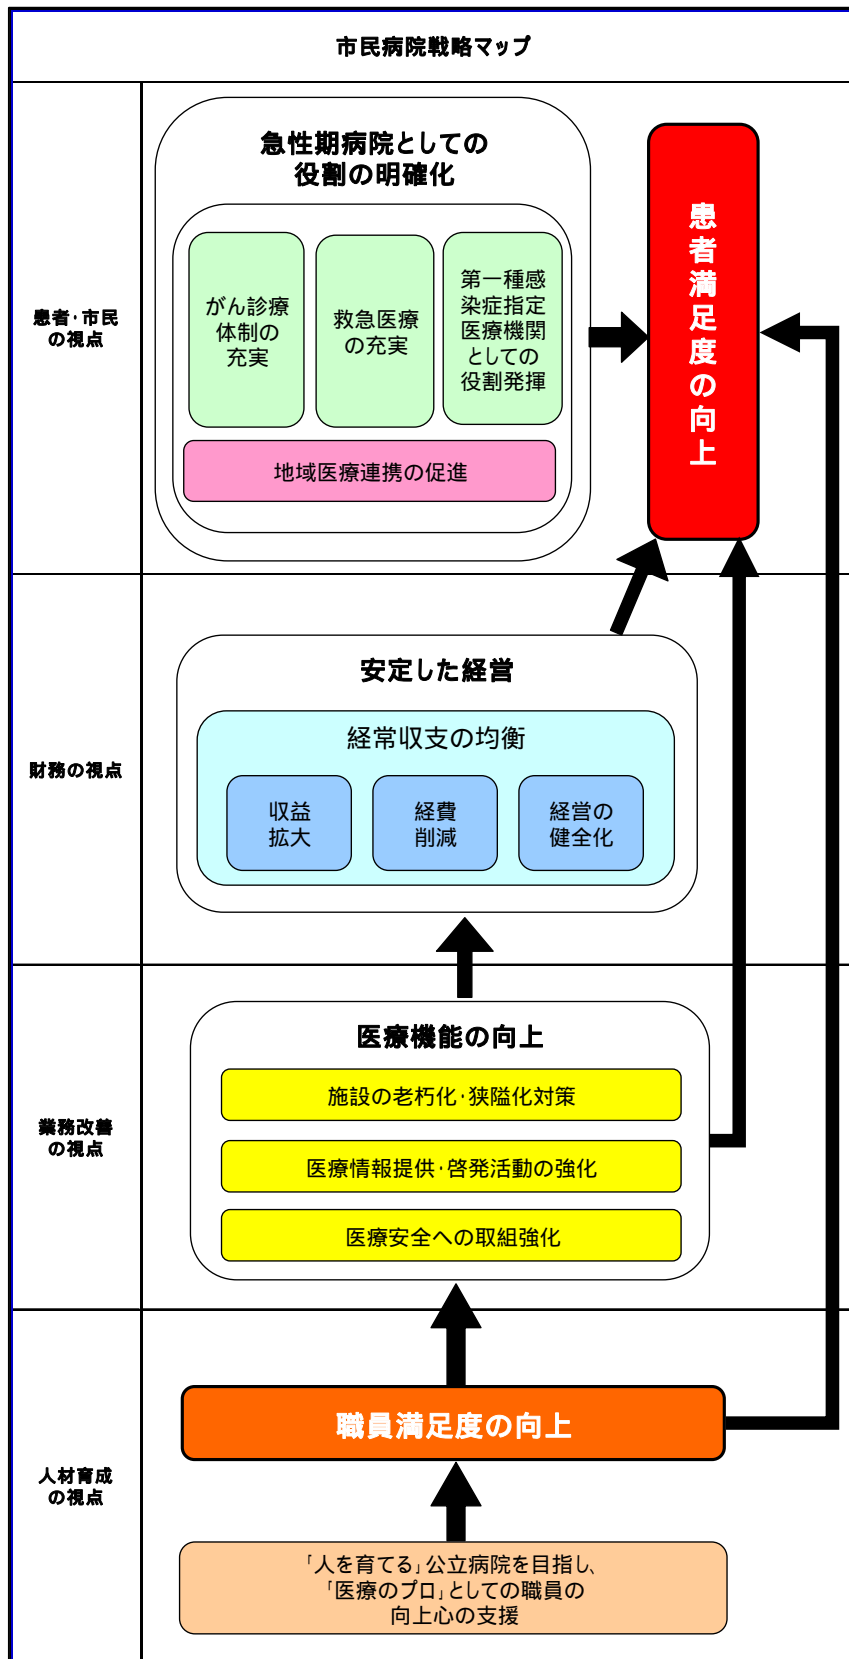 市民病院戦略マップ
患者・市民
の視点
急性期病院としての
役割の明確化
がん診療
体制の
充実
救急医療
の充実
第一種感
染症指定
医療機関
としての
役割発揮
地域医療連携の促進
患者満足度の向上
財務の視点
安定した経営
経常収支の均衡
収益
拡大
経費
削減
経営の
健全化
業務改善
の視点
医療機能の向上
施設の老朽化・狭隘化対策
医療情報提供・啓発活動の強化
医療安全への取組強化
人材育成
の視点
職員満足度の向上
「人を育てる」公立病院を目指し、
「医療のプロ」としての職員の
向上心の支援